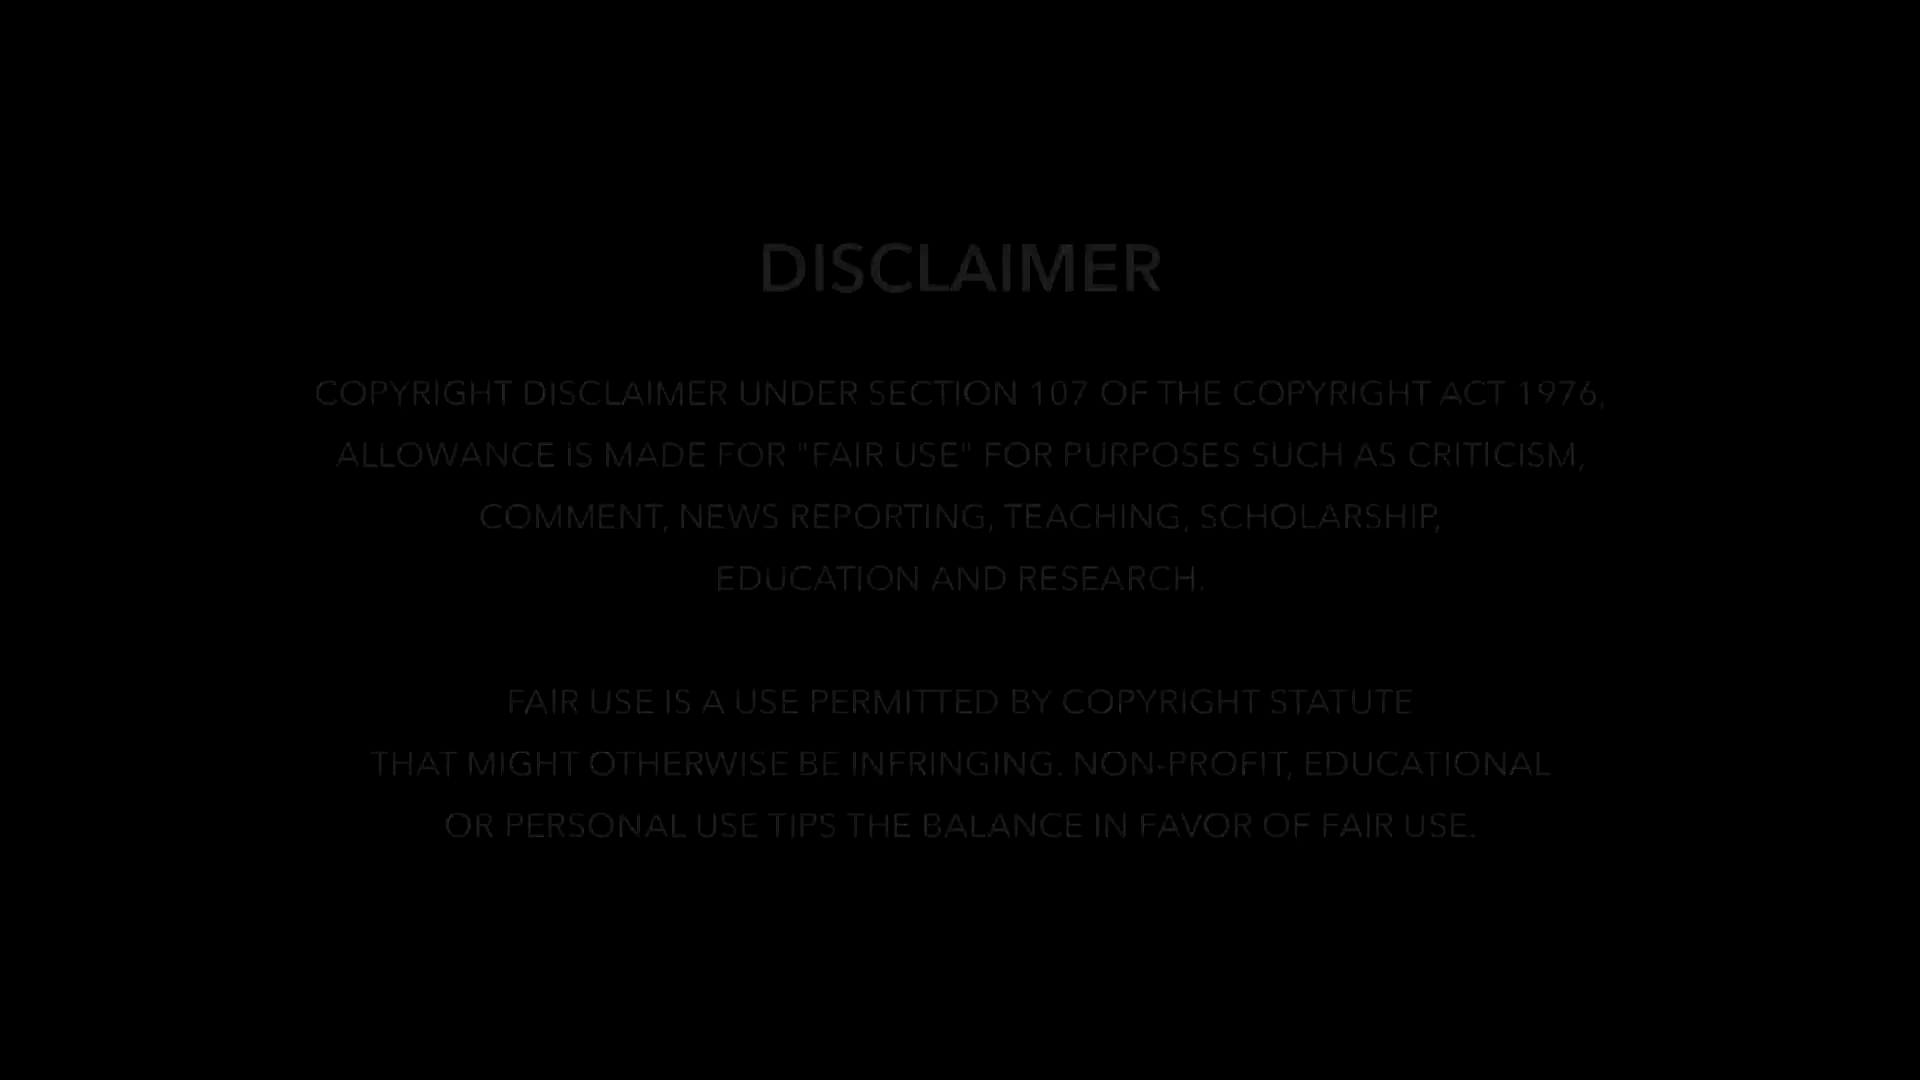 DISCLAIMER
COPYRIGHT DISCLAIMER UNDER SECTION 107 OF THE COPYRIGHT ACT 1976,
ALLOWANCE IS MADE FOR "FAIR USE" FOR PURPOSES SUCH AS CRITICISM,
COMMENT, NEWS REPORTING, TEACHING, SCHOLARSHIP,
EDUCATION AND RESEARCH.
FAIR USE IS A USE PERMITTED BY COPYRIGHT STATUTE
THAT MIGHT OTHERWISE BE INFRINGING. NON-PROFIT, EDUCATIONAL
OR PERSONAL USE TIPS THE BALANCE IN FAVOR OF FAIR USE.